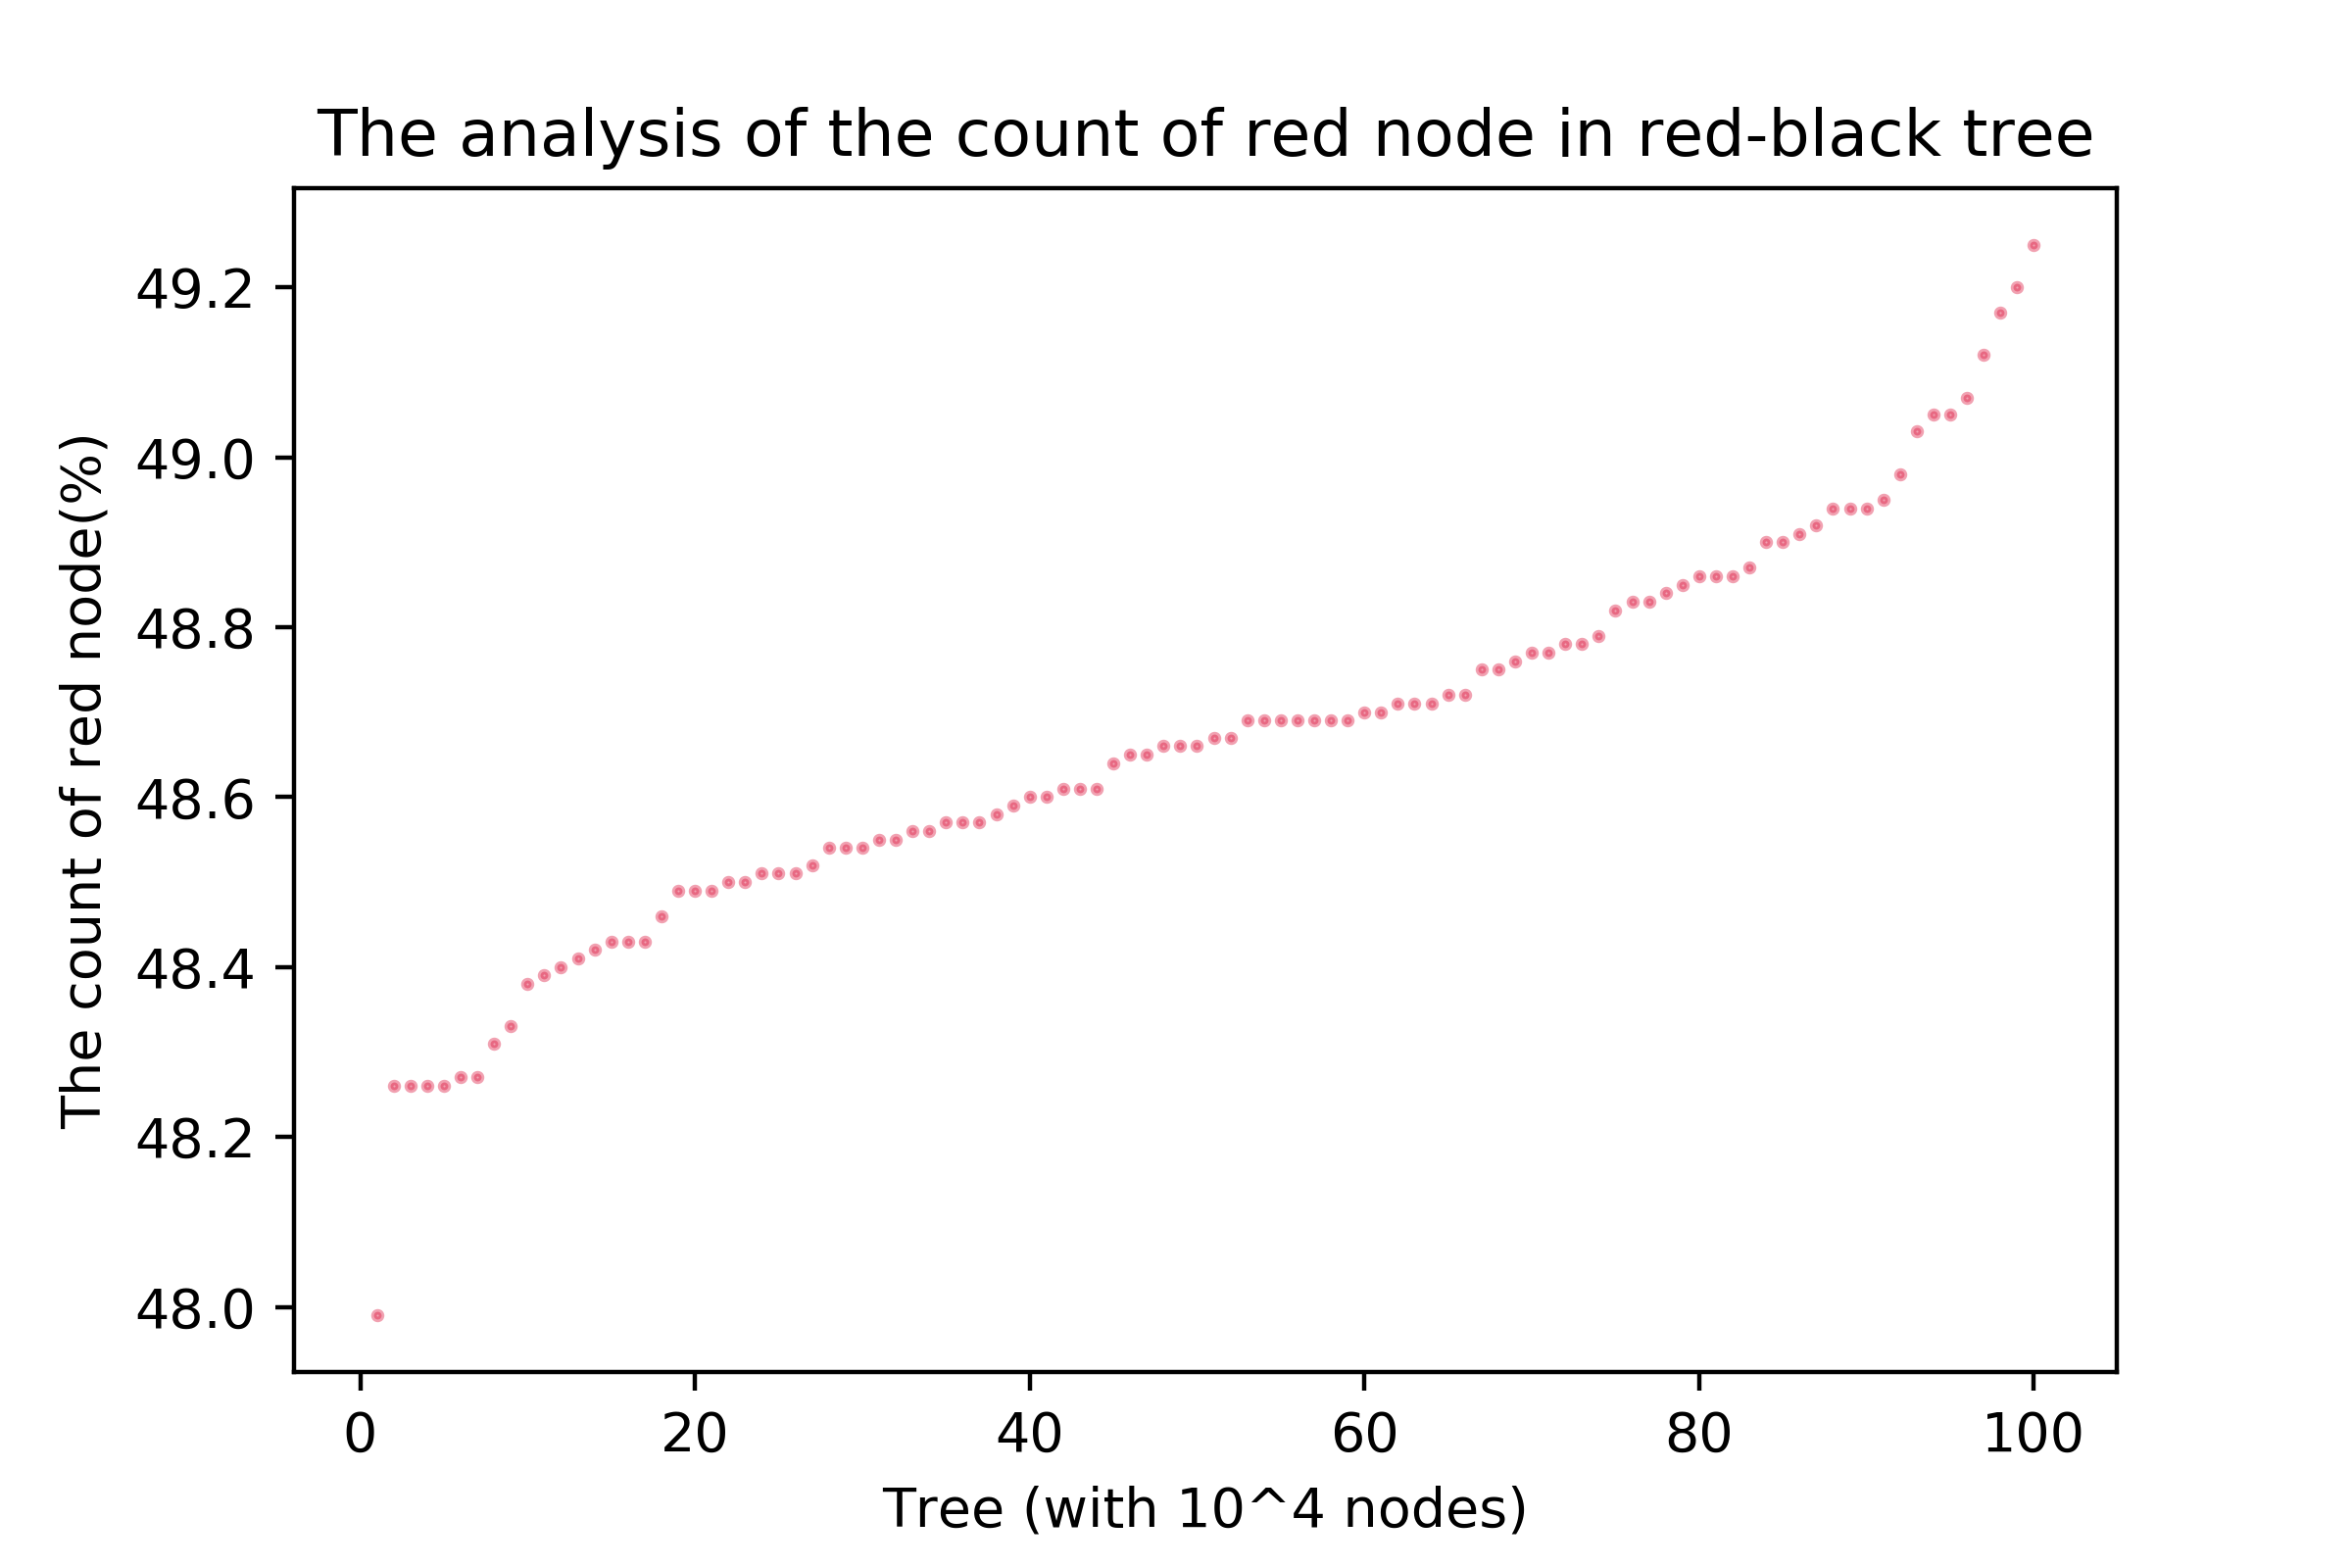 The analysis of the count of red node in red-black tree
The count of red node(%)
49.2
49.0
48.8
48.6
48.4
48.2
48.0
0 20 40 60 80 100
Tree (with 10^4 nodes)